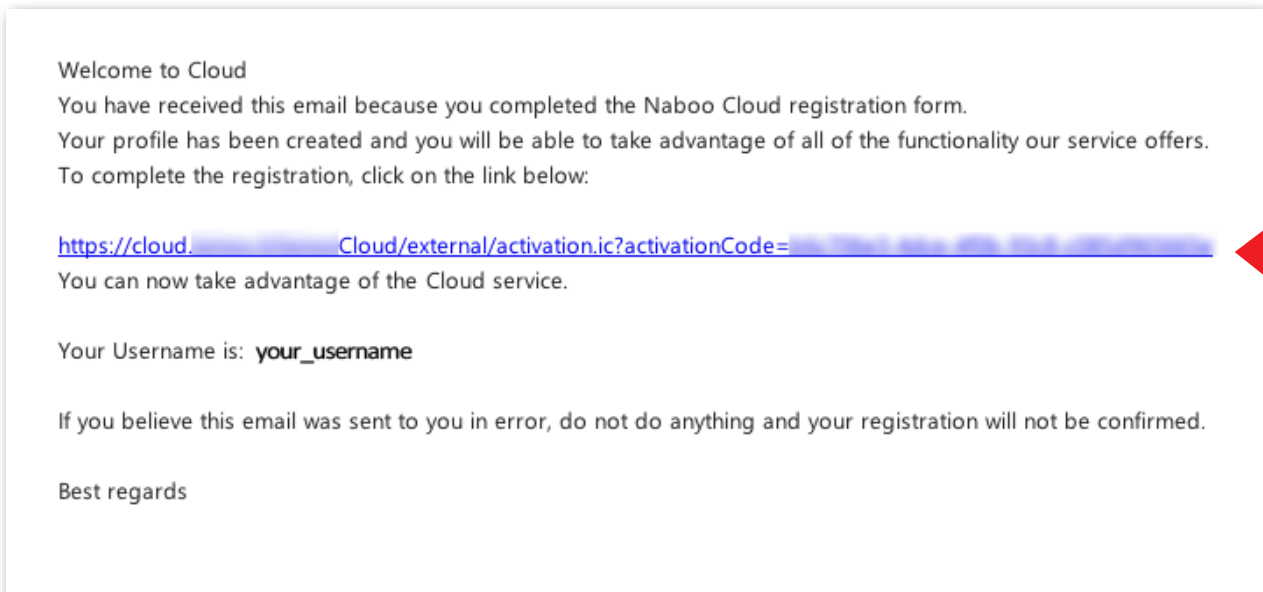 Welcome to Cloud
You have received this email because you completed the Naboo Cloud registration form.
Your profile has been created and you will be able to take advantage of all of the functionality our service offers.
To complete the registration, click on the link below:
https://cloud. Cloud/external/activation.ic?activationCode=
You can now take advantage of the Cloud service.
Your Username is: your_username
If you believe this email was sent to you in error, do not do anything and your registration will not be confirmed.
Best regards